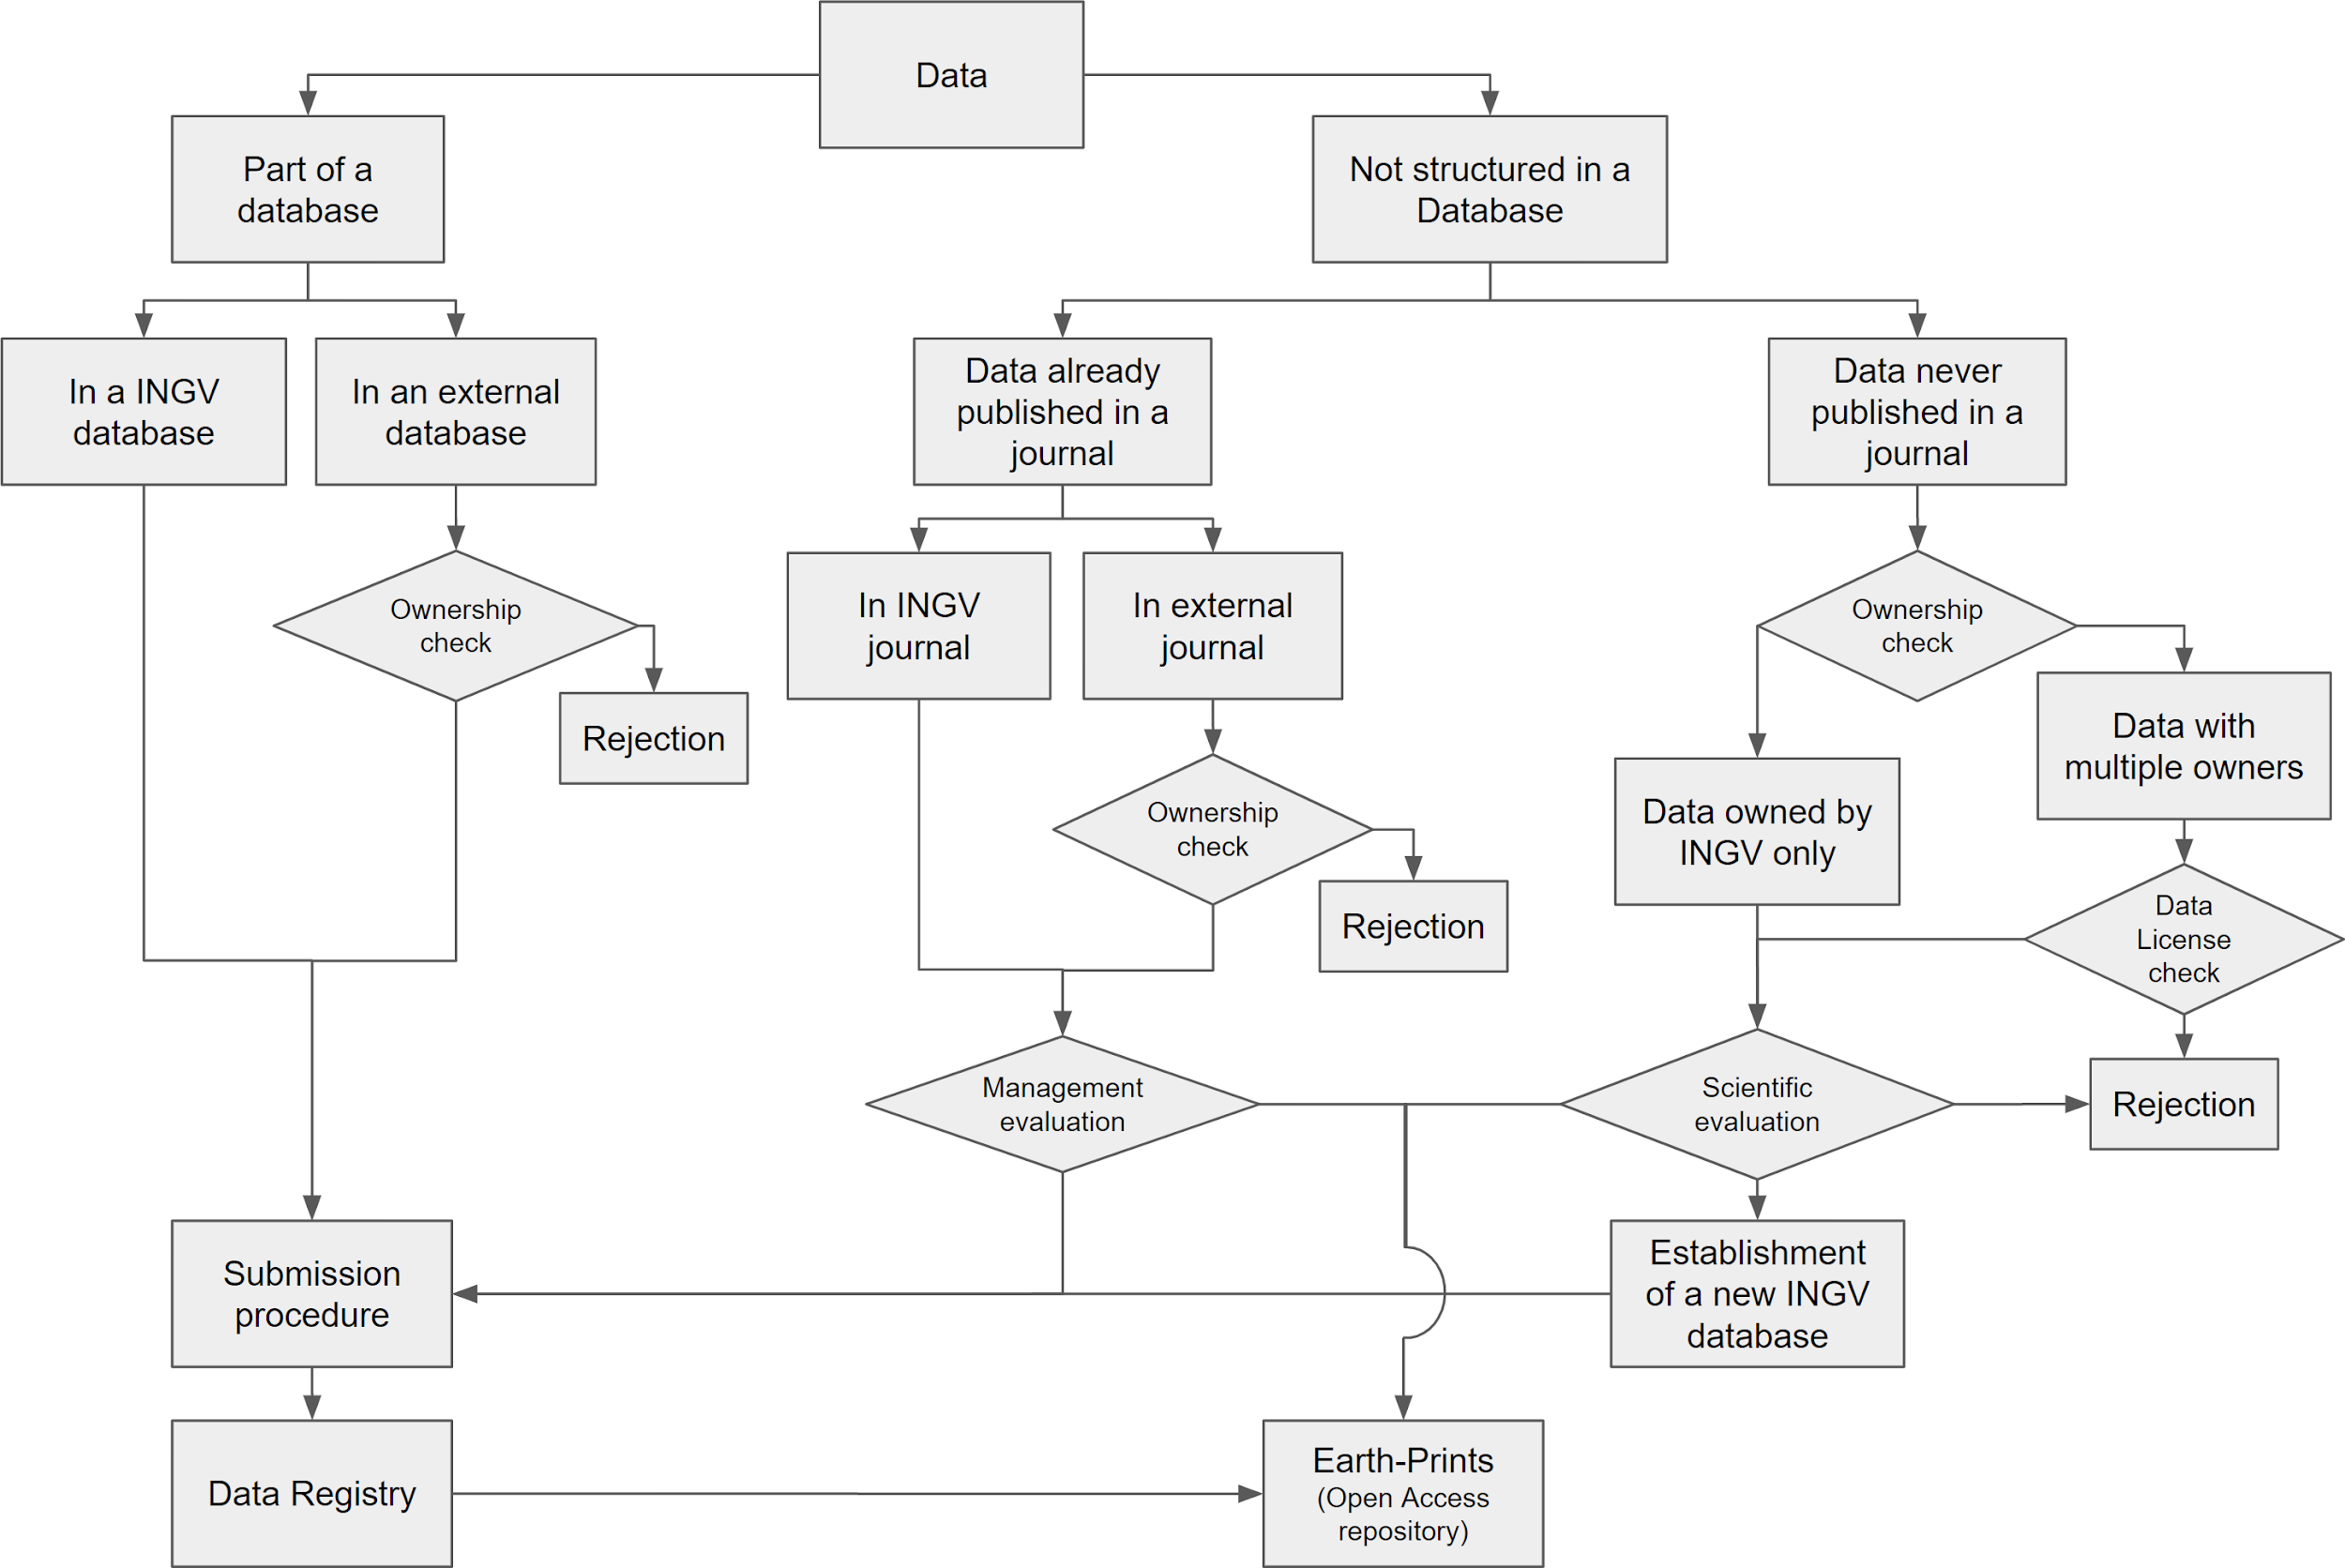 Data
Part of a
database
Not structured in a
Database
In a INGV
database
In an external
database
Data already
published in a
journal
Data never
published in a
journal
Ownership
check
Rejection
In INGV
journal
In external
journal
Ownership
check
Rejection
Ownership
check
Data with
multiple owners
Data owned by
INGV only
Data
License
check
Management
evaluation
Scientific
evaluation
Rejection
Submission
procedure
Establishment
of a new INGV
database
Data Registry
Earth-Prints
(Open Access
repository)